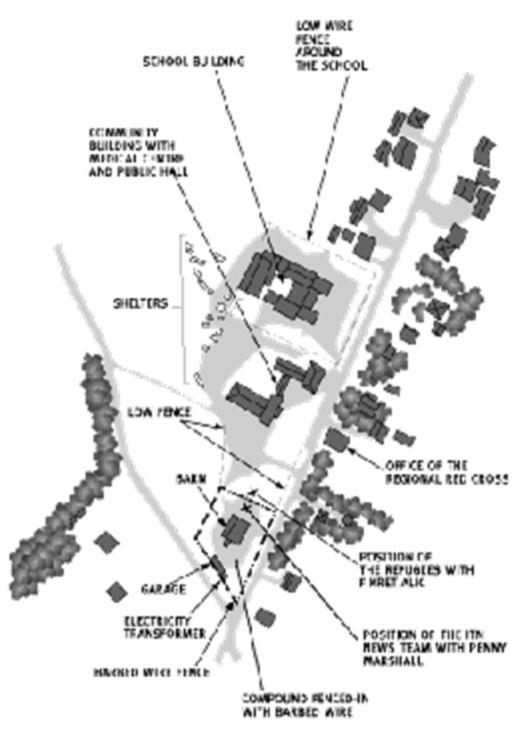 LOW WIRE
FENCE
AROUND
THE SCHOOL
SCHOOL BUILDING
COMMUNITY
BUILDING WITH
MEDICAL CENTRE
AND PUBLIC HALL
SHELTERS
LOW FENCE
BARN
OFFICE OF THE
REGIONAL RED CROSS
POSITION OF
THE REFUGEES WITH
FIKRET ALIC
GARAGE
ELECTRICITY
TRANSFORMER
POSITION OF THE ITN
NEWS TEAM WITH PENNY
MARSHALL
BARBED WIRE FENCE
COMPOUND FENCED-IN
WITH BARBED WIRE